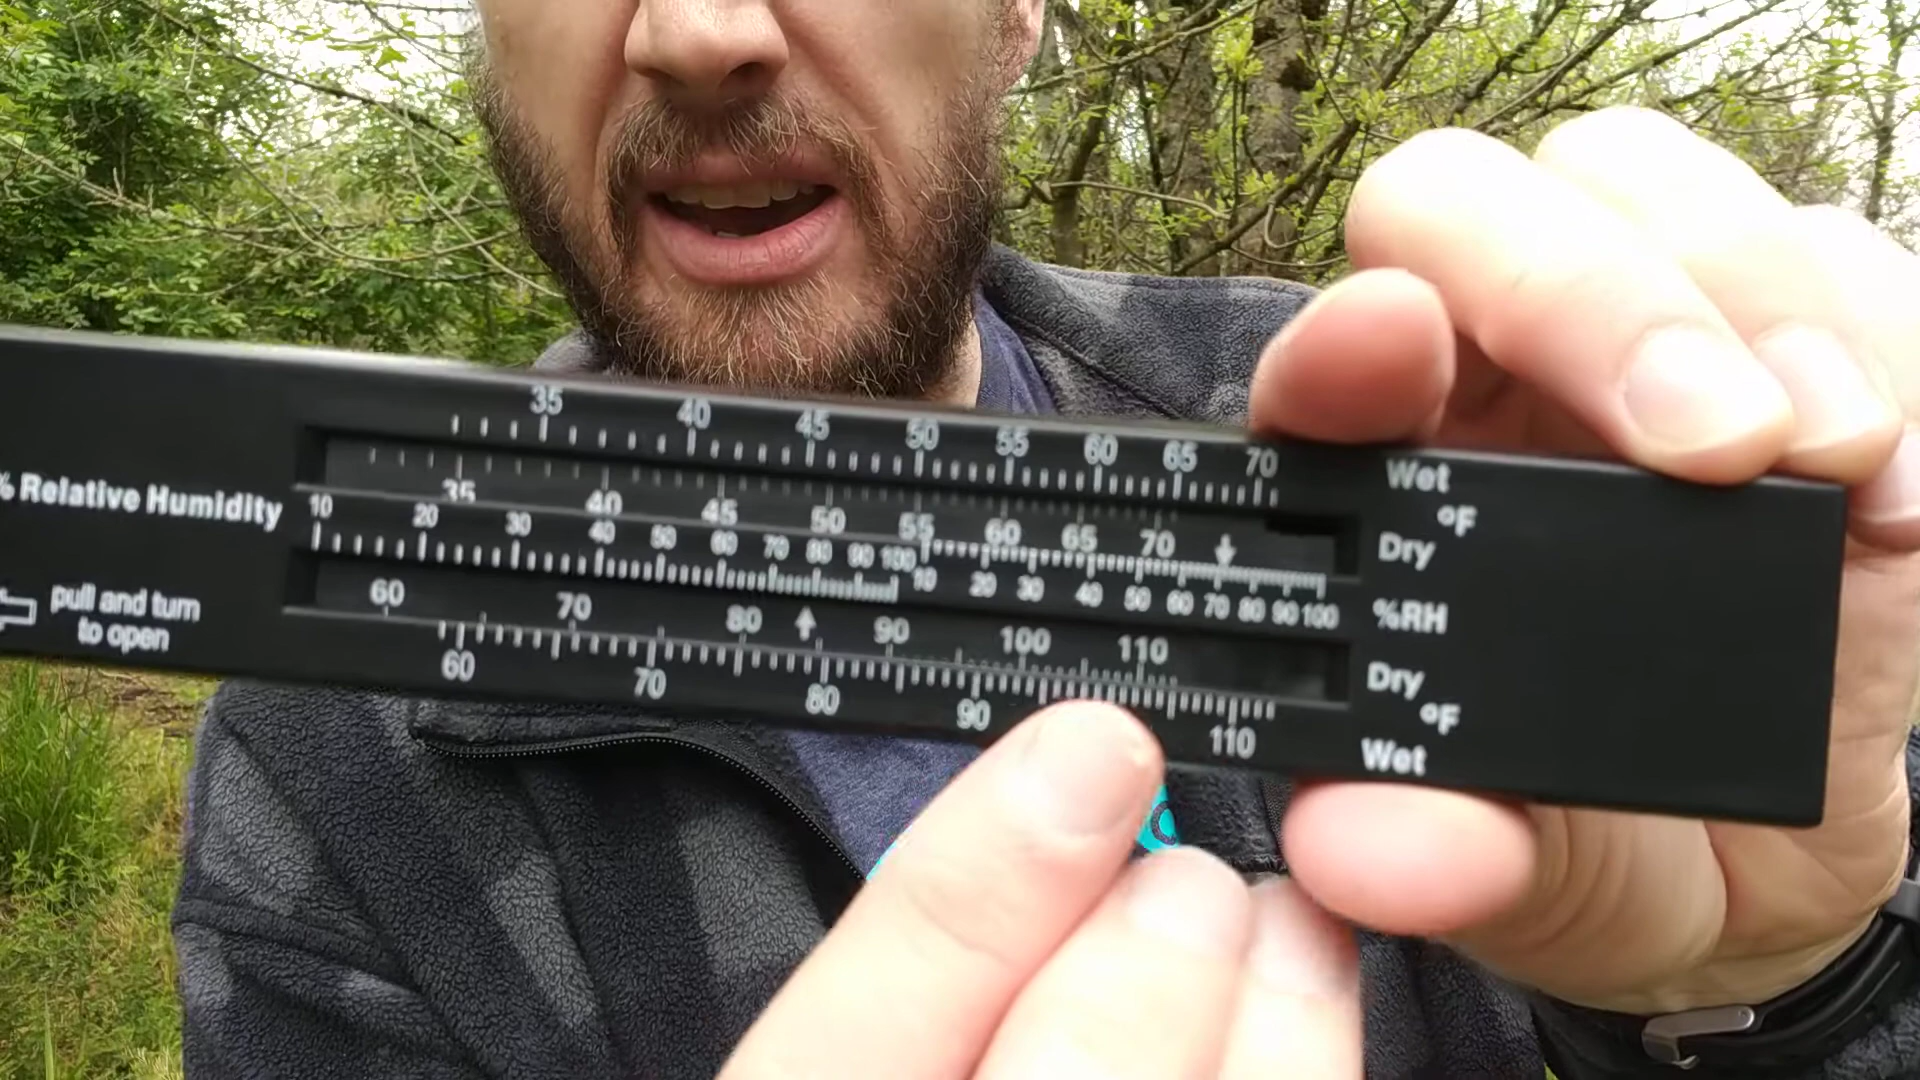 35 40 45 50 55 60 65 70 Wet
°F
35 40 45 50 55 60 65 70 Dry
% Relative Humidity 10 20 30 40 50 60 70 80 90 100
10 20 30 40 50 60 70 80 90 100 %RH
pull and turn
to open
60 70 80 90 100 110 Dry
°F
60 70 80 90 110 Wet
C